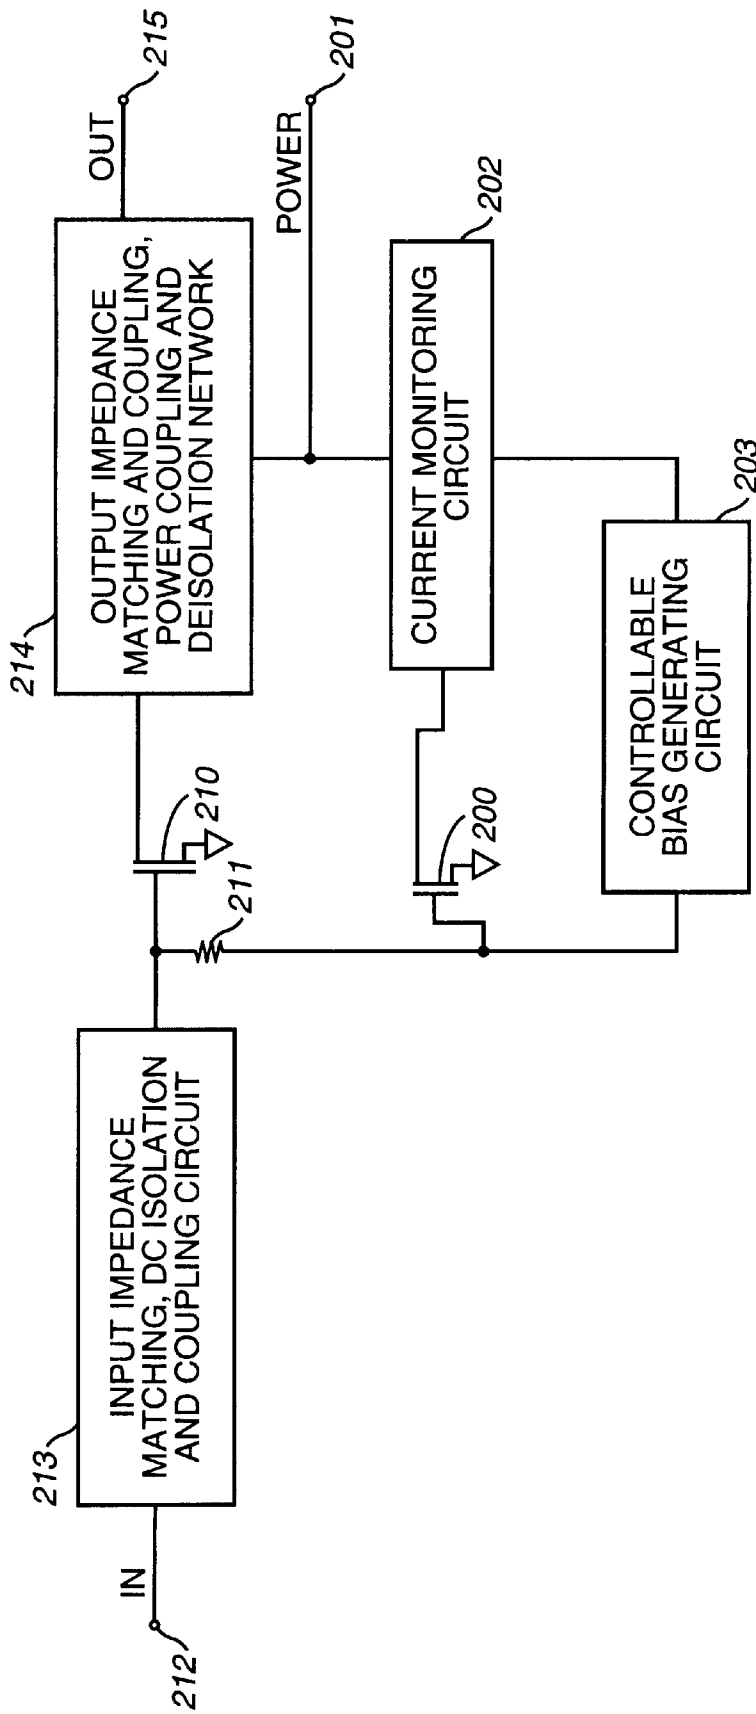 214
OUTPUT IMPEDANCE
MATCHING AND COUPLING,
POWER COUPLING AND
DEISOLATION NETWORK
OUT
215
213
INPUT IMPEDANCE
MATCHING, DC ISOLATION
AND COUPLING CIRCUIT
IN
212
210
211
POWER
201
200
CURRENT MONITORING
CIRCUIT
202
CONTROLLABLE
BIAS GENERATING
CIRCUIT
203